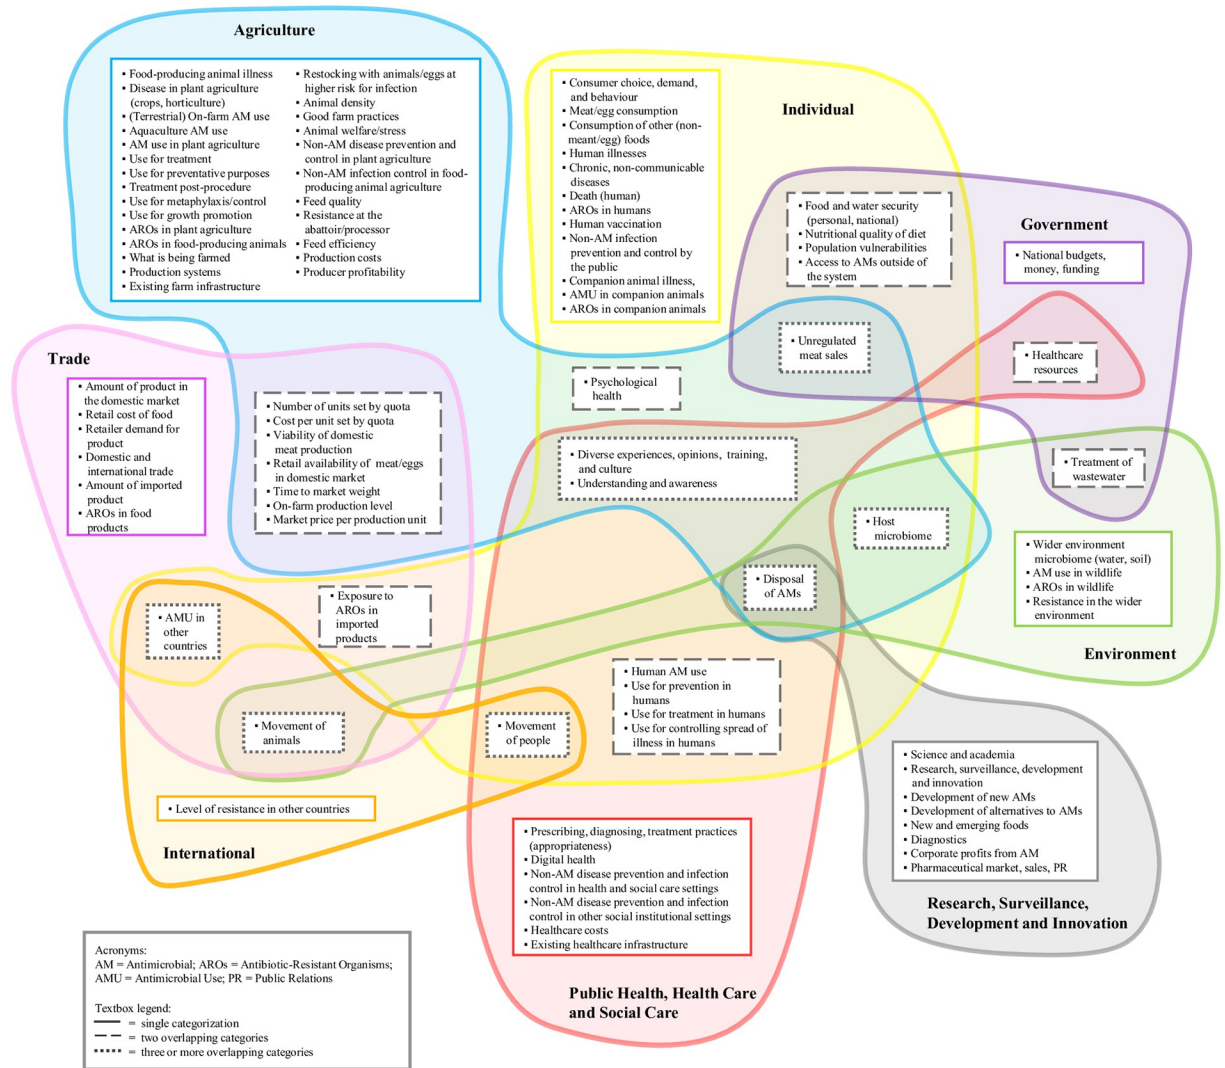 Agriculture
▪ Food-producing animal illness
▪ Disease in plant agriculture
(crops, horticulture)
▪ (Terrestrial) On-farm AM use
▪ Aquaculture AM use
▪ AM use in plant agriculture
▪ Use for treatment
▪ Use for preventative purposes
▪ Treatment post-procedure
▪ Use for metaphylaxis/control
▪ Use for growth promotion
▪ AROs in plant agriculture
▪ AROs in food-producing animals
▪ What is being farmed
▪ Production systems
▪ Existing farm infrastructure
▪ Restocking with animals/eggs at
higher risk for infection
▪ Animal density
▪ Good farm practices
▪ Animal welfare/stress
▪ Non-AM disease prevention and
control in plant agriculture
▪ Non-AM infection control in food-
producing animal agriculture
▪ Feed quality
▪ Resistance at the
abattoir/processor
▪ Feed efficiency
▪ Production costs
▪ Producer profitability
Individual
▪ Consumer choice, demand,
and behaviour
▪ Meat/egg consumption
▪ Consumption of other (non-
meant/egg) foods
▪ Human illnesses
▪ Chronic, non-communicable
diseases
▪ Death (human)
▪ AROs in humans
▪ Human vaccination
▪ Non-AM infection
prevention and control by
the public
▪ Companion animal illness,
▪ AMU in companion animals
▪ AROs in companion animals
▪ Food and water security
(personal, national)
▪ Nutritional quality of diet
▪ Population vulnerabilities
▪ Access to AMs outside of
the system
Government
▪ National budgets,
money, funding
▪ Unregulated
meat sales
▪ Healthcare
resources
Trade
▪ Amount of product in
the domestic market
▪ Retail cost of food
▪ Retailer demand for
product
▪ Domestic and
international trade
▪ Amount of imported
product
▪ AROs in food
products
▪ Number of units set by quota
▪ Cost per unit set by quota
▪ Viability of domestic
meat production
▪ Retail availability of meat/eggs
in domestic market
▪ Time to market weight
▪ On-farm production level
▪ Market price per production unit
▪ Psychological
health
▪ Diverse experiences, opinions, training,
and culture
▪ Understanding and awareness
▪ Treatment of
wastewater
▪ Host
microbiome
▪ Wider environment
microbiome (water, soil)
▪ AM use in wildlife
▪ AROs in wildlife
▪ Resistance in the wider
environment
Environment
▪ Disposal
of AMs
▪ AMU in
other
countries
▪ Exposure to
AROs in
imported
products
▪ Human AM use
▪ Use for prevention in
humans
▪ Use for treatment in humans
▪ Use for controlling spread of
illness in humans
▪ Movement of
animals
▪ Movement
of people
▪ Level of resistance in other countries
International
▪ Science and academia
▪ Research, surveillance, development
and innovation
▪ Development of new AMs
▪ Development of alternatives to AMs
▪ New and emerging foods
▪ Diagnostics
▪ Corporate profits from AM
▪ Pharmaceutical market, sales, PR
Research, Surveillance,
Development and Innovation
▪ Prescribing, diagnosing, treatment practices
(appropriateness)
▪ Digital health
▪ Non-AM disease prevention and infection
control in health and social care settings
▪ Non-AM disease prevention and infection
control in other social institutional settings
▪ Healthcare costs
▪ Existing healthcare infrastructure
Public Health, Health Care
and Social Care
Acronyms:
AM = Antimicrobial; AROs = Antibiotic-Resistant Organisms;
AMU = Antimicrobial Use; PR = Public Relations
Textbox legend:
= single categorization
= two overlapping categories
= three or more overlapping categories